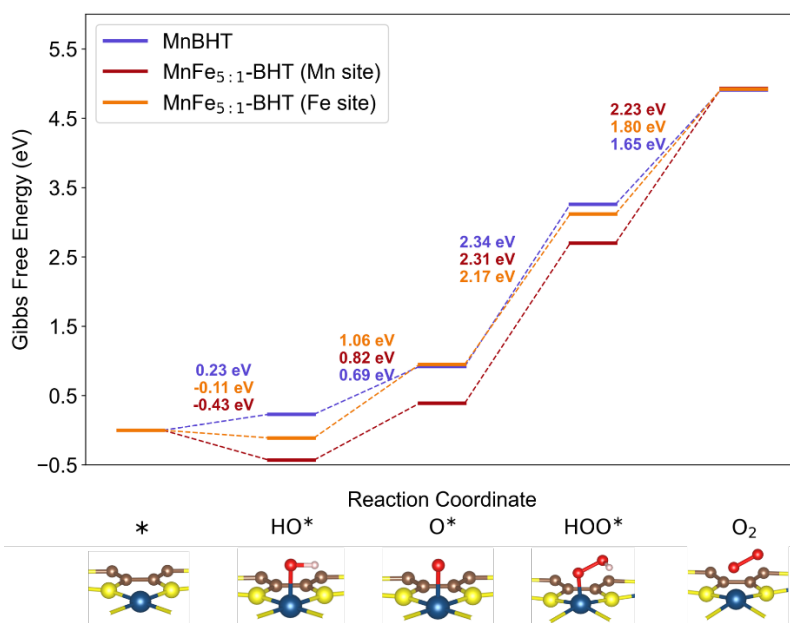 5.5
4.5
3.5
2.5
1.5
0.5
−0.5
Gibbs Free Energy (eV)
MnBHT
MnFe₅:₁-BHT (Mn site)
MnFe₅:₁-BHT (Fe site)
0.23 eV
-0.11 eV
-0.43 eV
1.06 eV
0.82 eV
0.69 eV
2.34 eV
2.31 eV
2.17 eV
2.23 eV
1.80 eV
1.65 eV
Reaction Coordinate
* HO* O* HOO* O₂